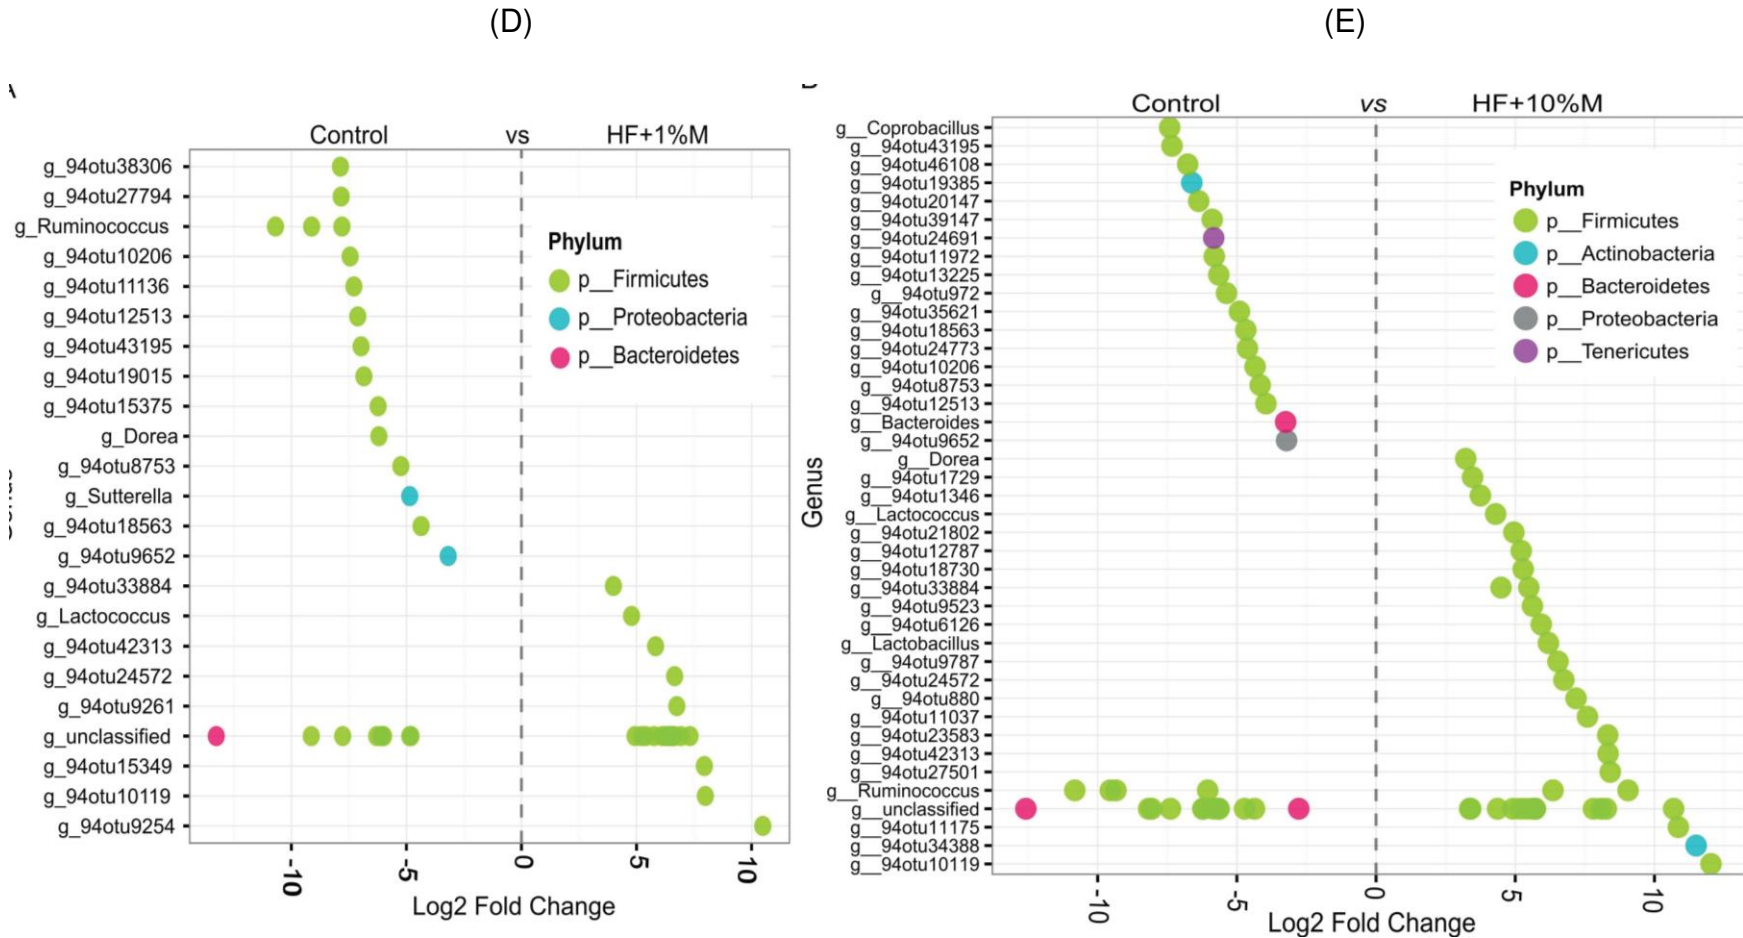 (D)
Control vs HF+1%M
g_94otu38306
g_94otu27794
g_Ruminococcus
g_94otu10206
g_94otu11136
g_94otu12513
g_94otu43195
g_94otu19015
g_94otu15375
g_Dorea
g_94otu8753
g_Sutterella
g_94otu18563
g_94otu9652
g_94otu33884
g_Lactococcus
g_94otu42313
g_94otu24572
g_94otu9261
g_unclassified
g_94otu15349
g_94otu10119
g_94otu9254
Phylum
p__Firmicutes
p__Proteobacteria
p__Bacteroidetes
-10 -5 0 5 10
Log2 Fold Change
(E)
Control vs HF+10%M
Genus
g__Coprobacillus
g__94otu43195
g__94otu46108
g__94otu19385
g__94otu20147
g__94otu39147
g__94otu24691
g__94otu11972
g__94otu13225
g__94otu972
g__94otu35621
g__94otu18563
g__94otu24773
g__94otu10206
g__94otu8753
g__94otu12513
g__Bacteroides
g__94otu9652
g__Dorea
g__94otu1729
g__94otu1346
g__Lactococcus
g__94otu21802
g__94otu12787
g__94otu18730
g__94otu33884
g__94otu9523
g__94otu6126
g__Lactobacillus
g__94otu9787
g__94otu24572
g__94otu880
g__94otu11037
g__94otu23583
g__94otu42313
g__94otu27501
g__Ruminococcus
g__unclassified
g__94otu11175
g__94otu34388
g__94otu10119
Phylum
p__Firmicutes
p__Actinobacteria
p__Bacteroidetes
p__Proteobacteria
p__Tenericutes
-10 -5 0 5 10
Log2 Fold Change